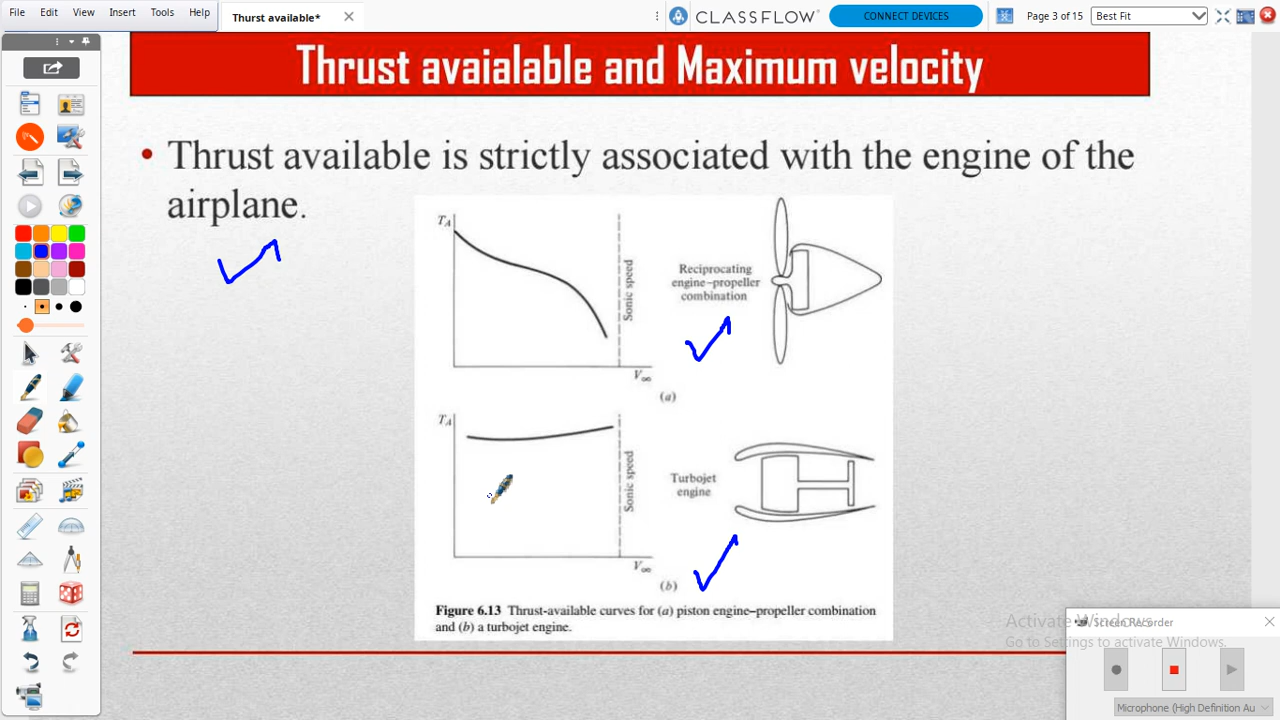 File Edit View Insert Tools Help
Thurst available*
CLASSFLOW
CONNECT DEVICES
Page 3 of 15
Best Fit
Thrust avaialable and Maximum velocity
• Thrust available is strictly associated with the engine of the
airplane.
TA
Sonic speed
V∞
Reciprocating
engine–propeller
combination
(a)
TA
Sonic speed
V∞
Turbojet
engine
(b)
Figure 6.13 Thrust-available curves for (a) piston engine–propeller combination
and (b) a turbojet engine.
Activate Windows
Go to Settings to activate Windows.
Screen Recorder
Microphone (High Definition Au